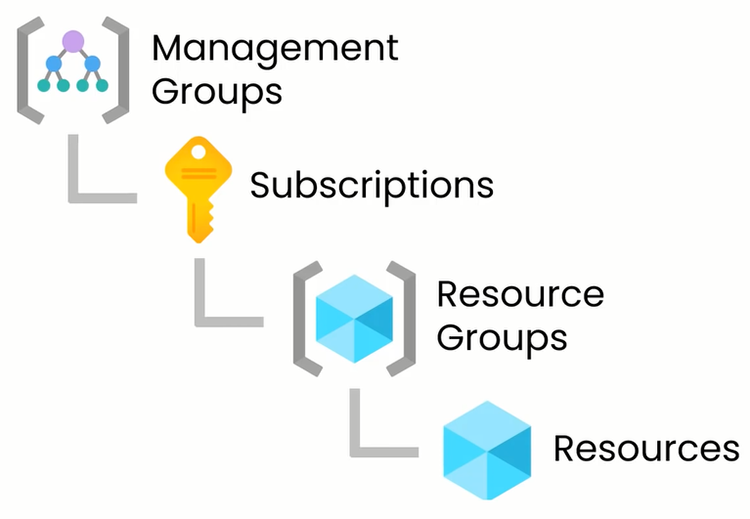 Management
Groups
Subscriptions
Resource
Groups
Resources